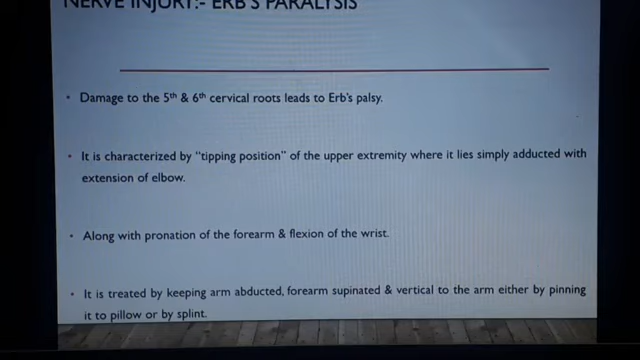 NERVE INJURY:- ERB'S PARALYSIS
Damage to the 5th & 6th cervical roots leads to Erb's palsy.
It is characterized by "tipping position" of the upper extremity where it lies simply adducted with
extension of elbow.
Along with pronation of the forearm & flexion of the wrist.
It is treated by keeping arm abducted, forearm supinated & vertical to the arm either by pinning
it to pillow or by splint.